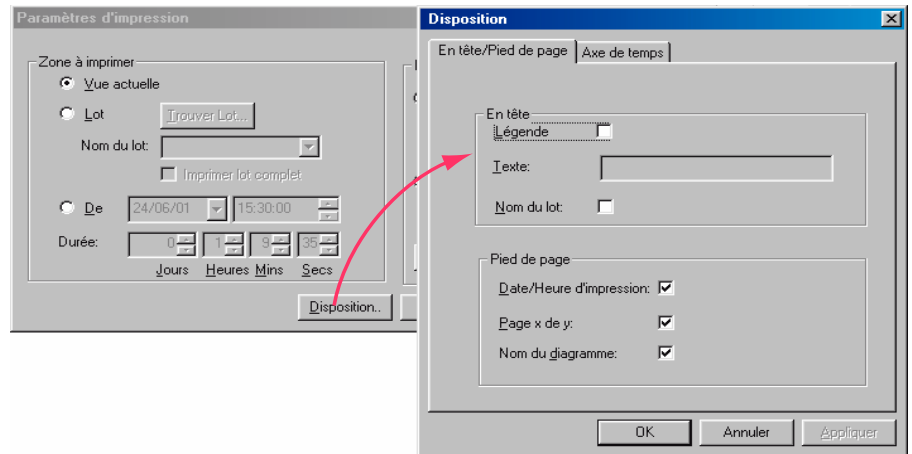 Paramètres d'impression
Zone à imprimer
Vue actuelle
Lot
Trouver Lot...
Nom du lot:
Imprimer lot complet
De
24/06/01
15:30:00
Durée:
0
1
9
35
Jours
Heures
Mins
Secs
Disposition..
Disposition
En tête/Pied de page
Axe de temps
En tête
Légende
Texte:
Nom du lot:
Pied de page
Date/Heure d'impression:
Page x de y:
Nom du diagramme:
OK
Annuler
Appliquer